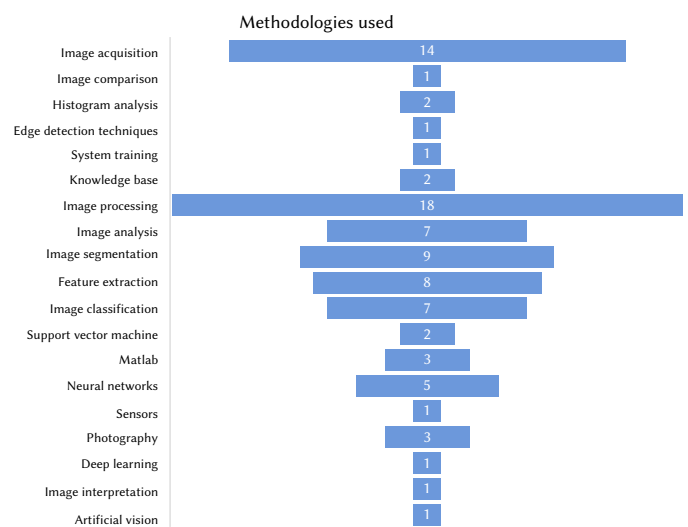 Methodologies used
Image acquisition 14
Image comparison 1
Histogram analysis 2
Edge detection techniques 1
System training 1
Knowledge base 2
Image processing 18
Image analysis 7
Image segmentation 9
Feature extraction 8
Image classification 7
Support vector machine 2
Matlab 3
Neural networks 5
Sensors 1
Photography 3
Deep learning 1
Image interpretation 1
Artificial vision 1